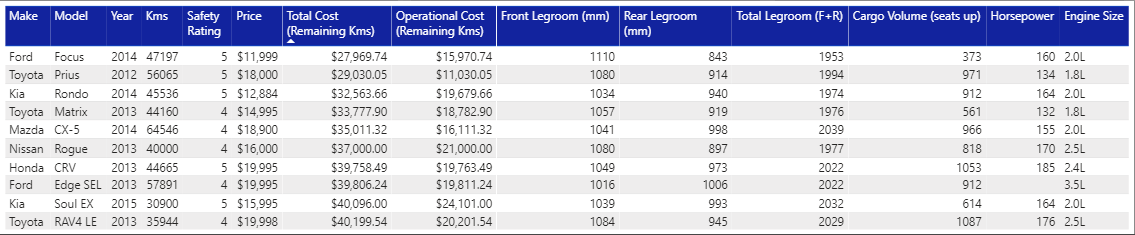 Make Model Year Kms Safety Rating Price Total Cost (Remaining Kms) Operational Cost (Remaining Kms) Front Legroom (mm) Rear Legroom (mm) Total Legroom (F+R) Cargo Volume (seats up) Horsepower Engine Size
Ford Focus 2014 47197 5 $11,999 $27,969.74 $15,970.74 1110 843 1953 373 160 2.0L
Toyota Prius 2012 56065 5 $18,000 $29,030.05 $11,030.05 1080 914 1994 971 134 1.8L
Kia Rondo 2014 45536 5 $12,884 $32,563.66 $19,679.66 1034 940 1974 912 164 2.0L
Toyota Matrix 2013 44160 4 $14,995 $33,777.90 $18,782.90 1057 919 1976 561 132 1.8L
Mazda CX-5 2014 64546 4 $18,900 $35,011.32 $16,111.32 1041 998 2039 966 155 2.0L
Nissan Rogue 2013 40000 4 $16,000 $37,000.00 $21,000.00 1080 897 1977 818 170 2.5L
Honda CRV 2013 44665 5 $19,995 $39,758.49 $19,763.49 1049 973 2022 1053 185 2.4L
Ford Edge SEL 2013 57891 4 $19,995 $39,806.24 $19,811.24 1016 1006 2022 912 3.5L
Kia Soul EX 2015 30900 5 $15,995 $40,096.00 $24,101.00 1039 993 2032 614 164 2.0L
Toyota RAV4 LE 2013 35944 4 $19,998 $40,199.54 $20,201.54 1084 945 2029 1087 176 2.5L